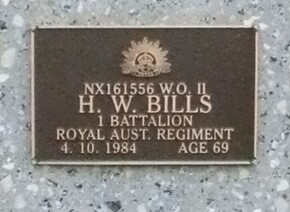 NX161556 W.O. II
H. W. BILLS
1 BATTALION
ROYAL AUST. REGIMENT
4. 10. 1984 AGE 69